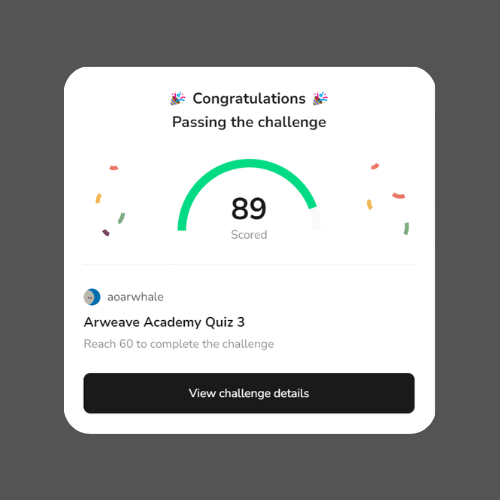 🎉 Congratulations 🎉
Passing the challenge
89
Scored
aoarwhale
Arweave Academy Quiz 3
Reach 60 to complete the challenge
View challenge details